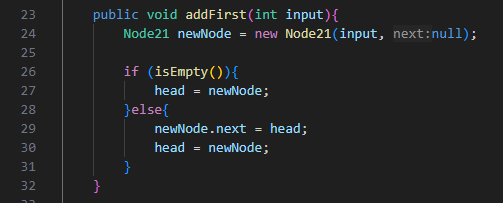 23 public void addFirst(int input){
24 Node21 newNode = new Node21(input, next:null);
25
26 if (isEmpty()){
27 head = newNode;
28 }else{
29 newNode.next = head;
30 head = newNode;
31 }
32 }